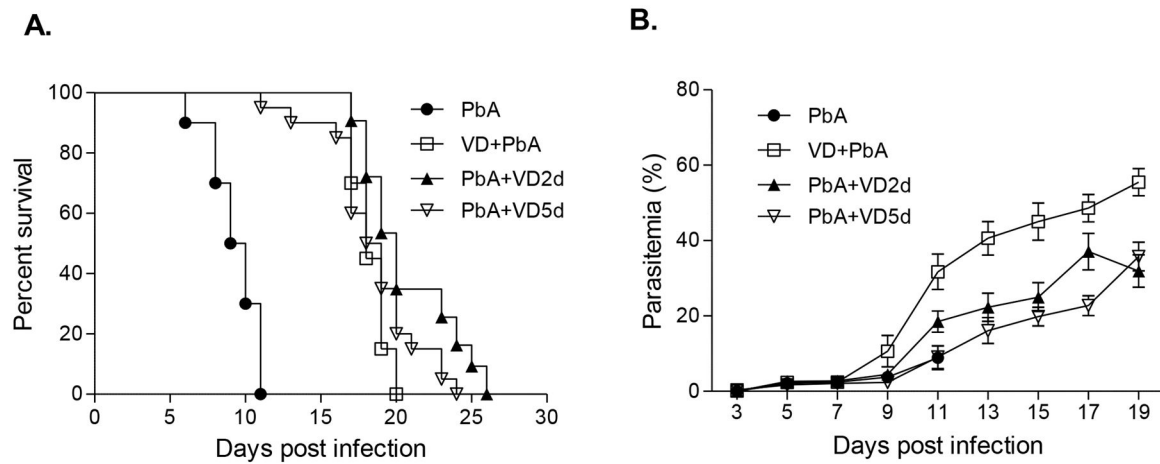 A.
100
80
60
40
20
0
Percent survival
0 5 10 15 20 25 30
Days post infection
PbA
VD+PbA
PbA+VD2d
PbA+VD5d
B.
80
60
40
20
0
Parasitemia (%)
3 5 7 9 11 13 15 17 19
Days post infection
PbA
VD+PbA
PbA+VD2d
PbA+VD5d